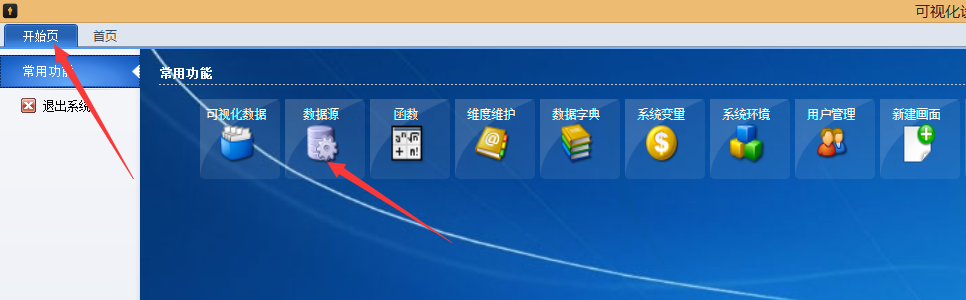 可视化
开始页 首页
常用功能
退出系统
常用功能
可视化数据 数据源 函数 维度维护 数据字典 系统变量 系统环境 用户管理 新建画面